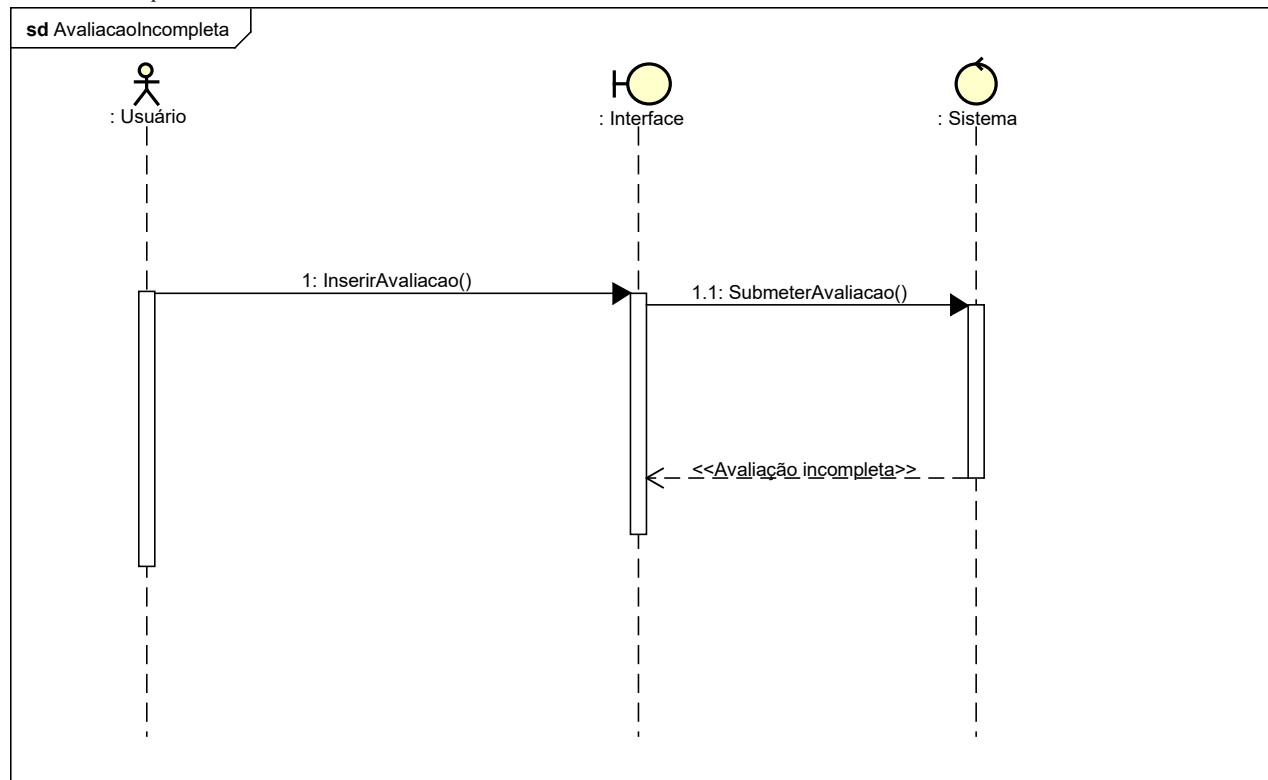 sd AvaliacaoIncompleta
: Usuário
: Interface
: Sistema
1: InserirAvaliacao()
1.1: SubmeterAvaliacao()
<<Avaliação incompleta>>